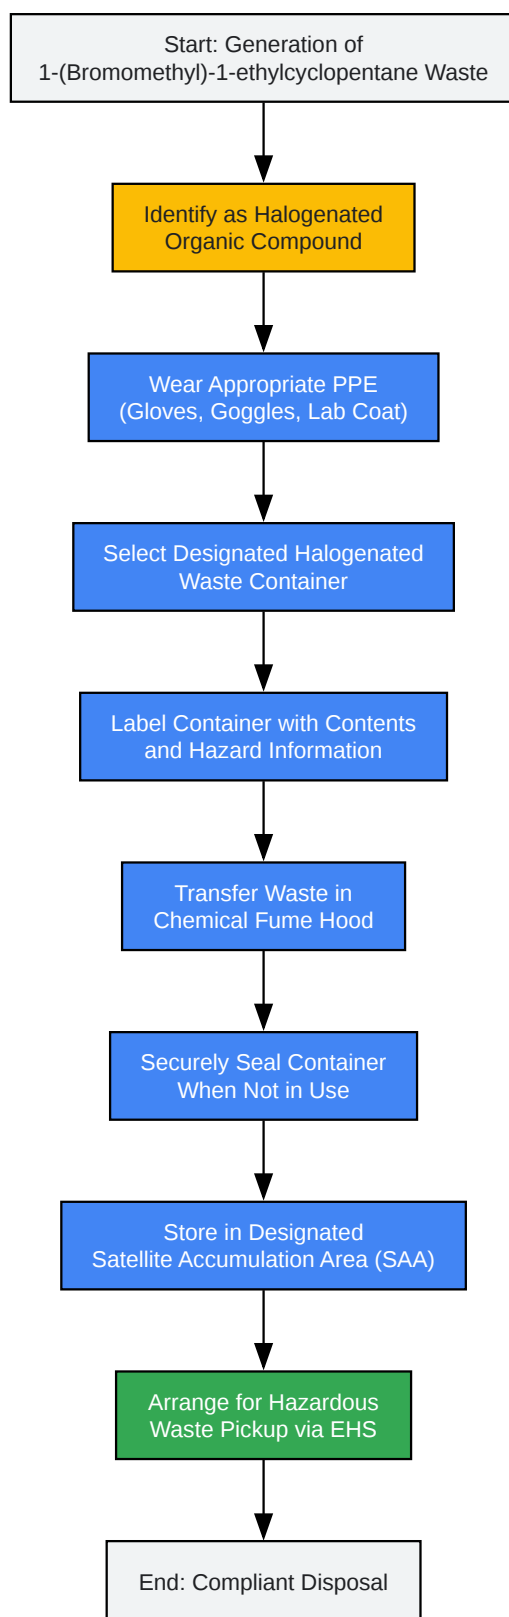 Start: Generation of
1-(Bromomethyl)-1-ethylcyclopentane Waste
Identify as Halogenated
Organic Compound
Wear Appropriate PPE
(Gloves, Goggles, Lab Coat)
Select Designated Halogenated
Waste Container
Label Container with Contents
and Hazard Information
Transfer Waste in
Chemical Fume Hood
Securely Seal Container
When Not in Use
Store in Designated
Satellite Accumulation Area (SAA)
Arrange for Hazardous
Waste Pickup via EHS
End: Compliant Disposal